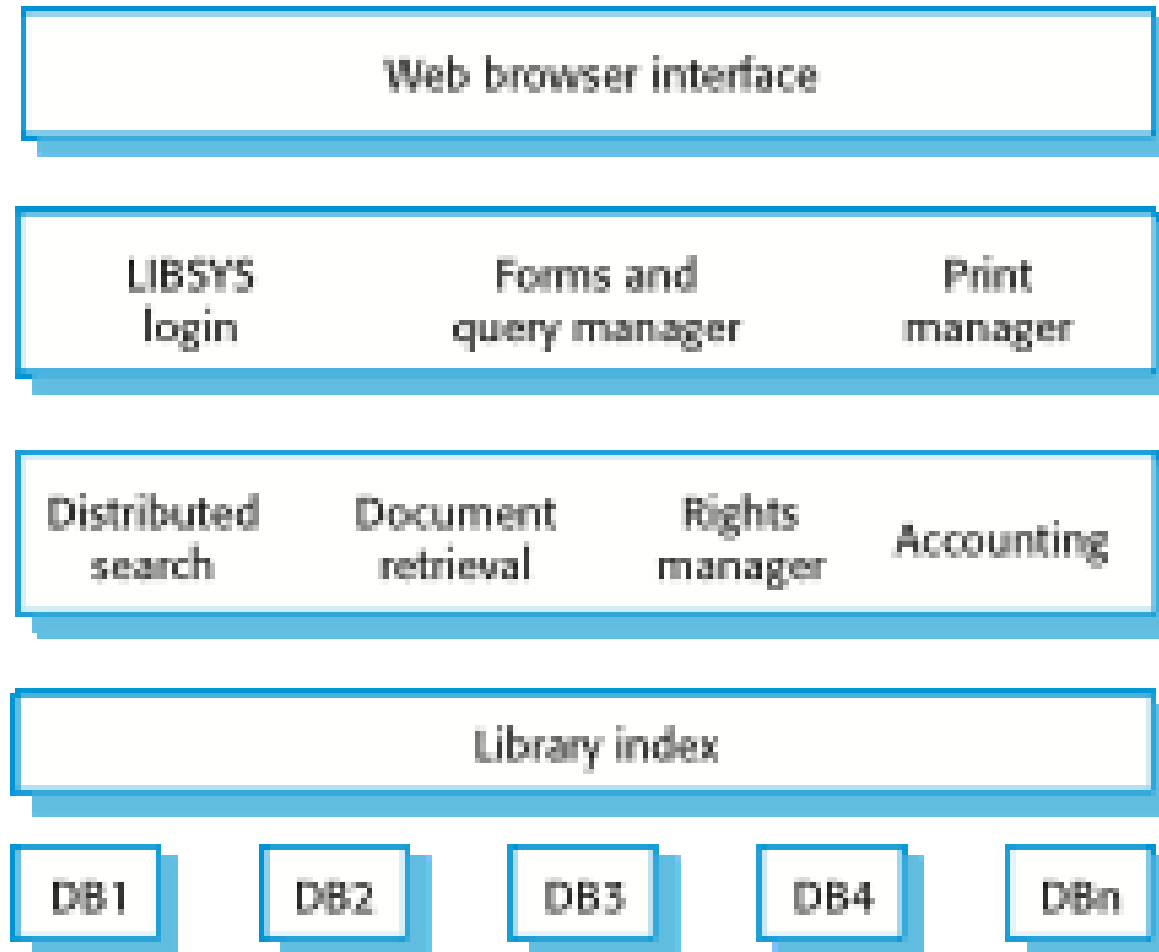 Web browser interface
LIBSYS login
Forms and query manager
Print manager
Distributed search
Document retrieval
Rights manager
Accounting
Library index
DB1
DB2
DB3
DB4
DBn